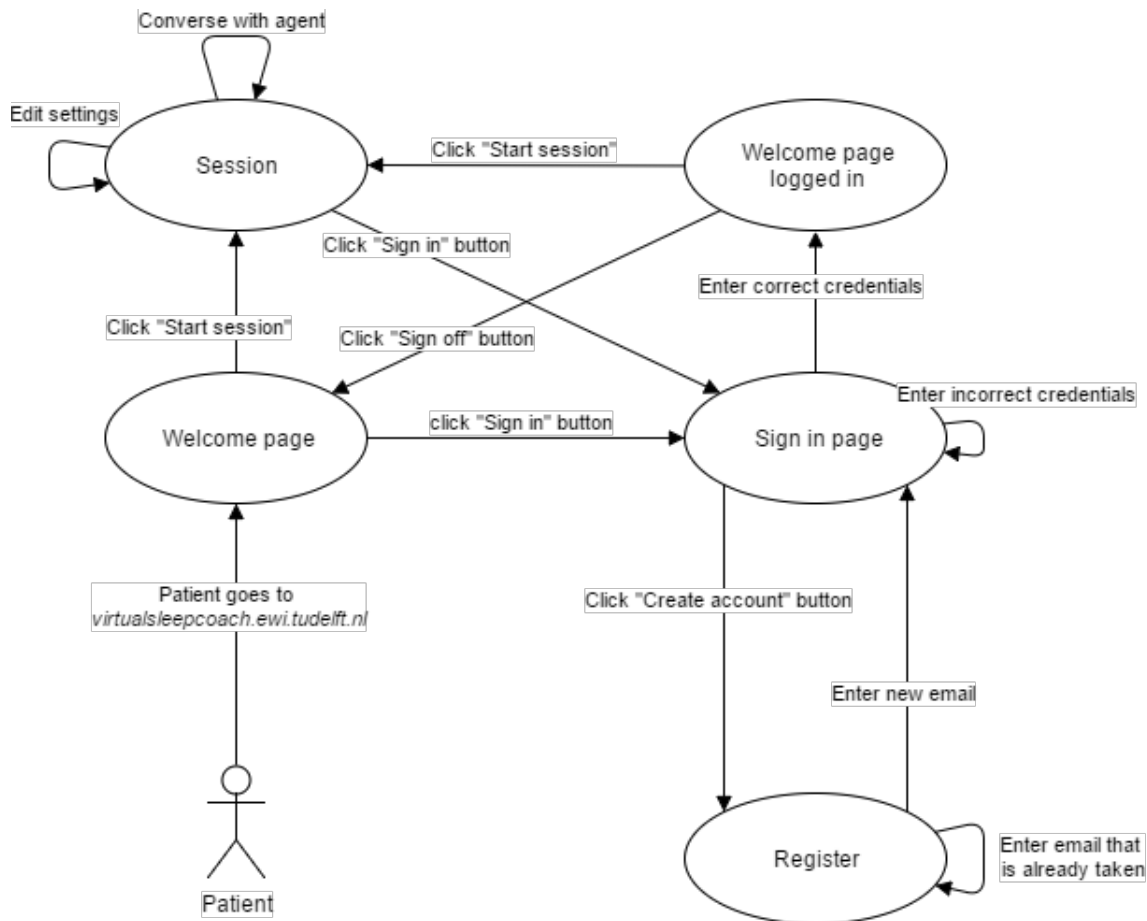 Converse with agent
Edit settings
Session
Click "Start session"
Welcome page
logged in
Click "Sign in" button
Enter correct credentials
Click "Start session"
Click "Sign off" button
Enter incorrect credentials
Welcome page
click "Sign in" button
Sign in page
Patient goes to
virtualsleepcoach.ewi.tudelft.nl
Click "Create account" button
Enter new email
Register
Enter email that
is already taken
Patient